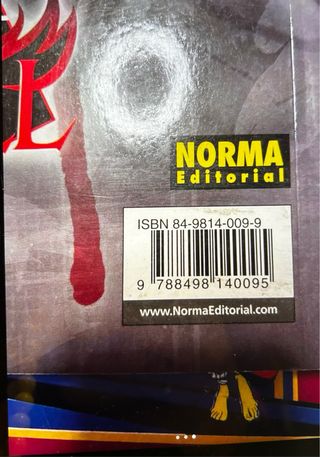 L
NORMA
Editorial
ISBN 84-9814-009-9
9 788498 140095
www.NormaEditorial.com